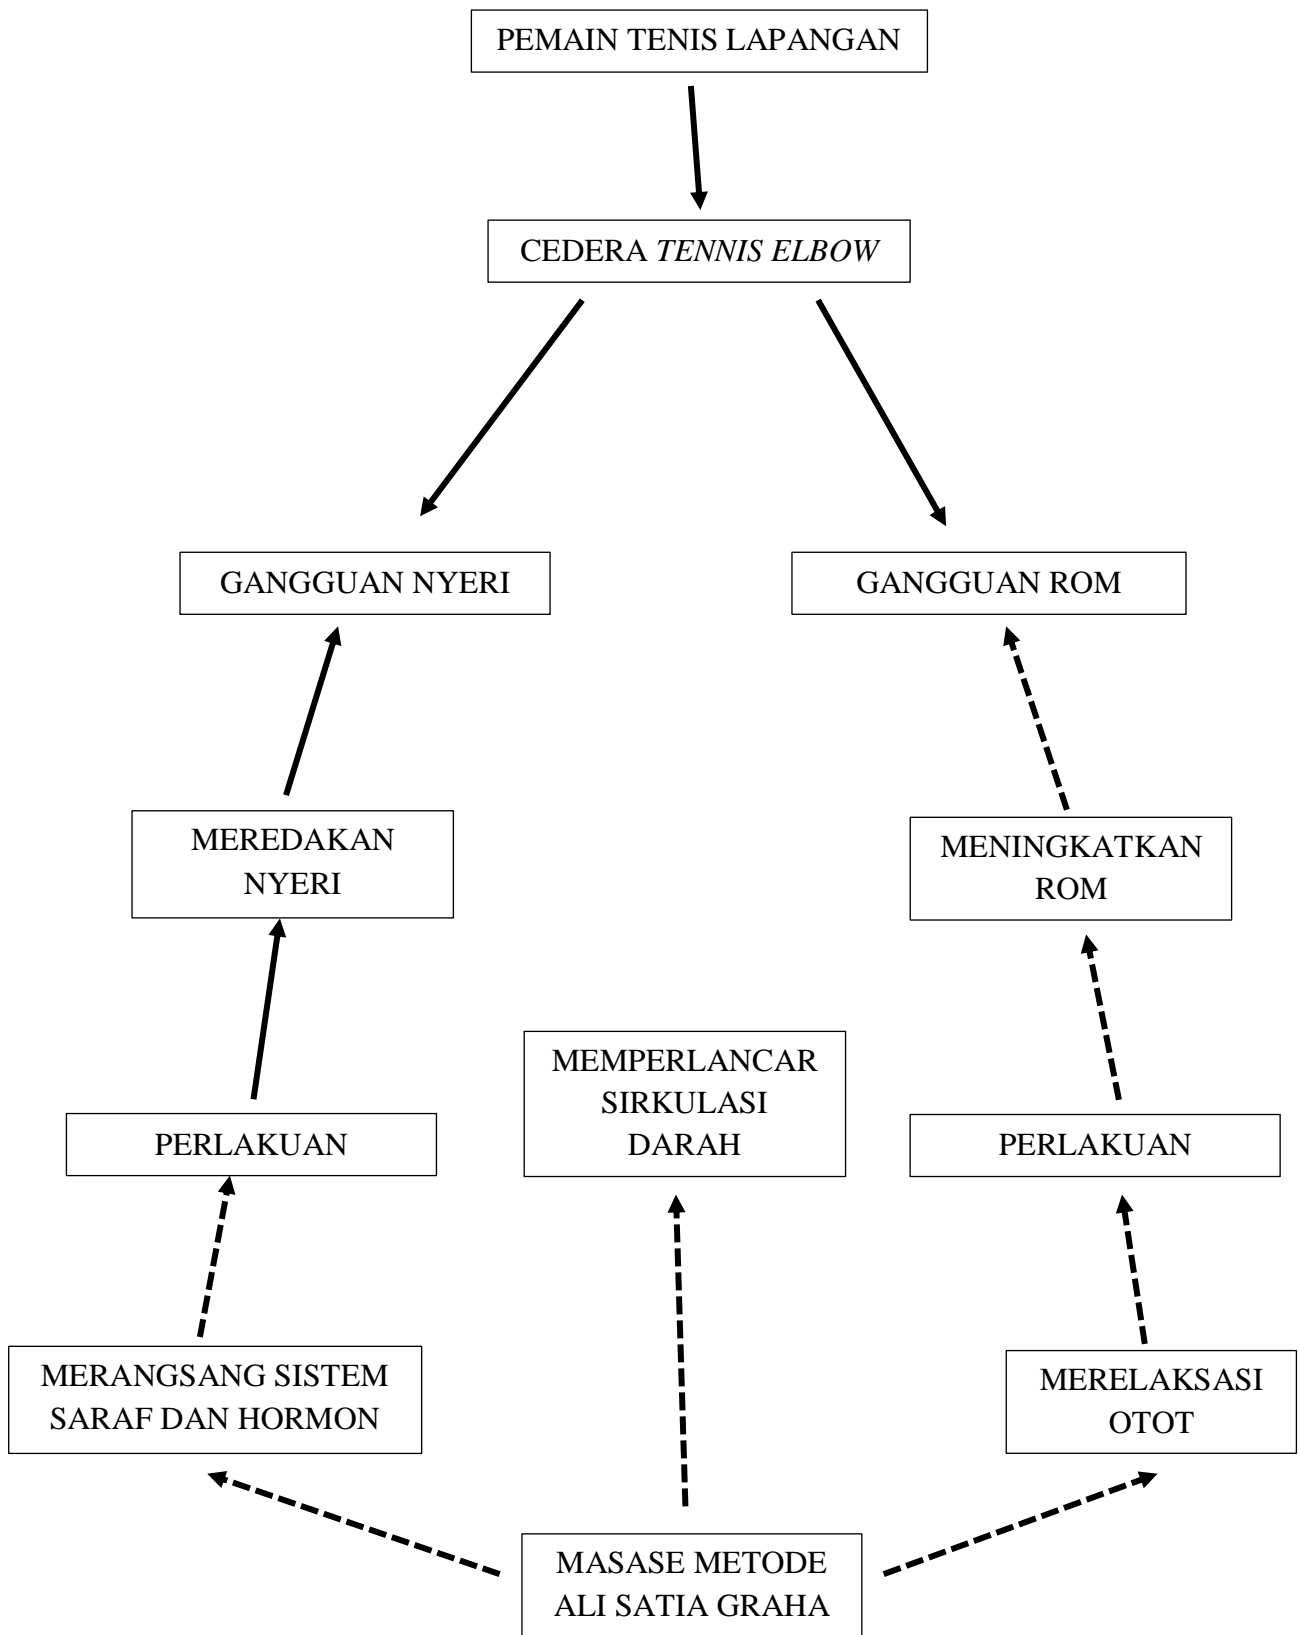 PEMAIN TENIS LAPANGAN
CEDERA TENNIS ELBOW
GANGGUAN NYERI
GANGGUAN ROM
MEREDAKAN
NYERI
MENINGKATKAN
ROM
MEMPERLANCAR
SIRKULASI
DARAH
PERLAKUAN
PERLAKUAN
MERANGSANG SISTEM
SARAF DAN HORMON
MERELAKSASI
OTOT
MASASE METODE
ALI SATIA GRAHA